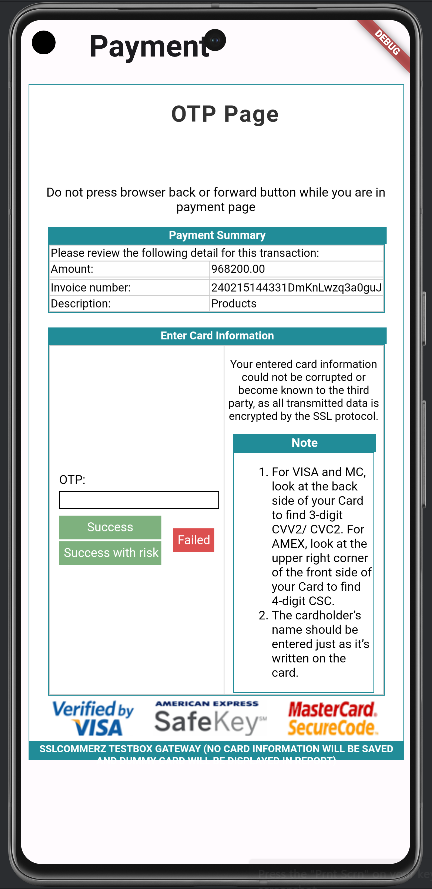 Payment
DEBUG
OTP Page
Do not press browser back or forward button while you are in
payment page
Payment Summary
Please review the following detail for this transaction:
Amount: 968200.00
Invoice number: 240215144331DmKnLwzq3a0guJ
Description: Products
Enter Card Information
OTP:
Success
Success with risk
Failed
Your entered card information
could not be corrupted or
become known to the third
party, as all transmitted data is
encrypted by the SSL protocol.
Note
1. For VISA and MC,
look at the back
side of your Card
to find 3-digit
CVV2/ CVC2. For
AMEX, look at the
upper right corner
of the front side of
your Card to find
4-digit CSC.
2. The cardholder's
name should be
entered just as it's
written on the
card.
Verified by
VISA
AMERICAN EXPRESS
SafeKey SM
MasterCard.
SecureCode.
SSLCOMMERZ TESTBOX GATEWAY (NO CARD INFORMATION WILL BE SAVED
AND DUMMY CARD WILL BE DISPLAYED IN REPORT)